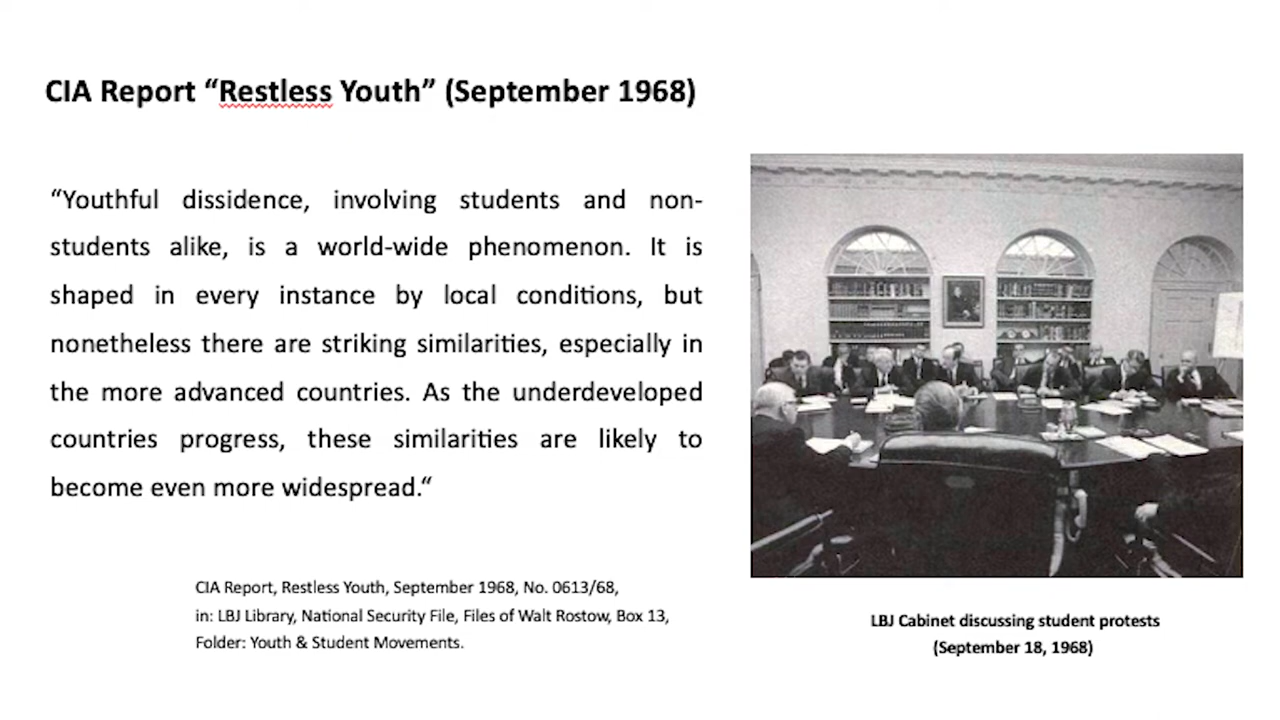 CIA Report “Restless Youth” (September 1968)
“Youthful dissidence, involving students and non-
students alike, is a world-wide phenomenon. It is
shaped in every instance by local conditions, but
nonetheless there are striking similarities, especially in
the more advanced countries. As the underdeveloped
countries progress, these similarities are likely to
become even more widespread.“
CIA Report, Restless Youth, September 1968, No. 0613/68,
in: LBJ Library, National Security File, Files of Walt Rostow, Box 13,
Folder: Youth & Student Movements.
LBJ Cabinet discussing student protests
(September 18, 1968)